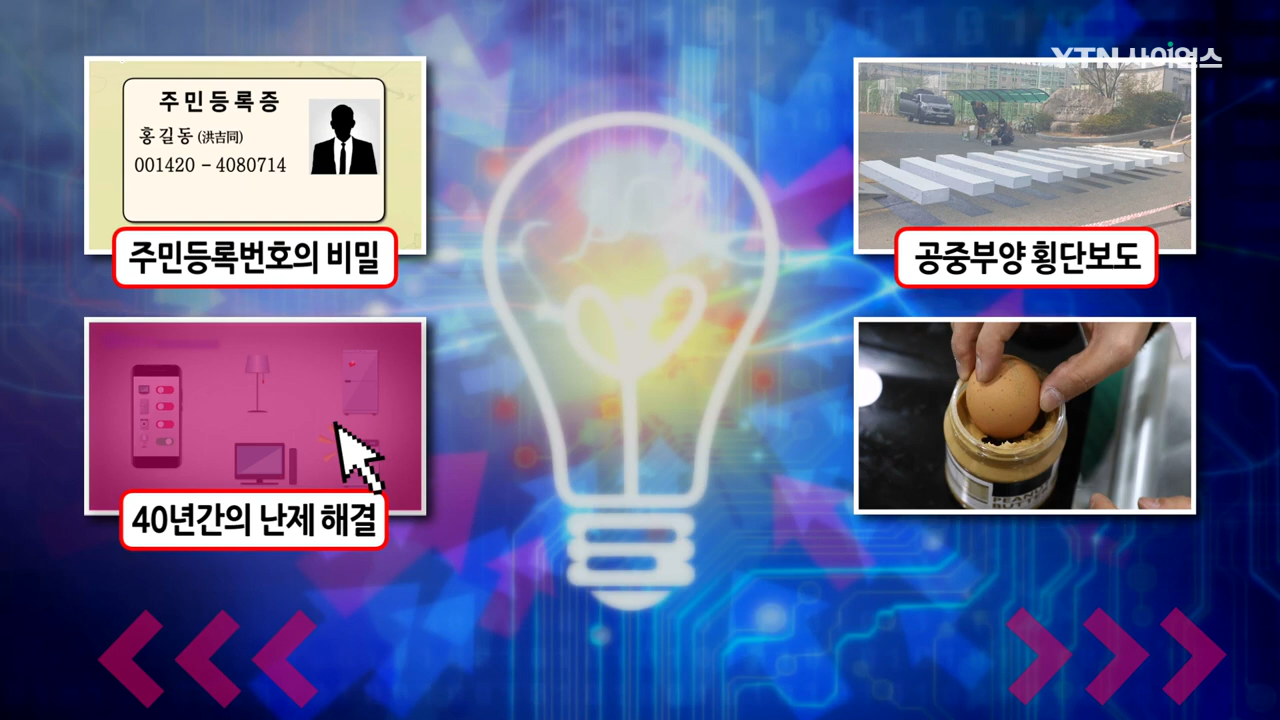 YTN 사이언스
주민등록증
홍길동 (洪吉同)
001420 - 4080714
주민등록번호의 비밀
공중부양 횡단보도
40년간의 난제 해결
PEANUT
BUTTER